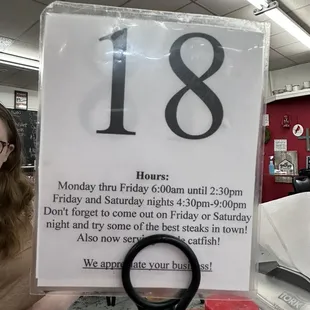 18
Hours:
Monday thru Friday 6:00am until 2:30pm
Friday and Saturday nights 4:30pm-9:00pm
Don't forget to come out on Friday or Saturday
night and try some of the best steaks in town!
Also now catfish!
We appreciate your business!
TORK